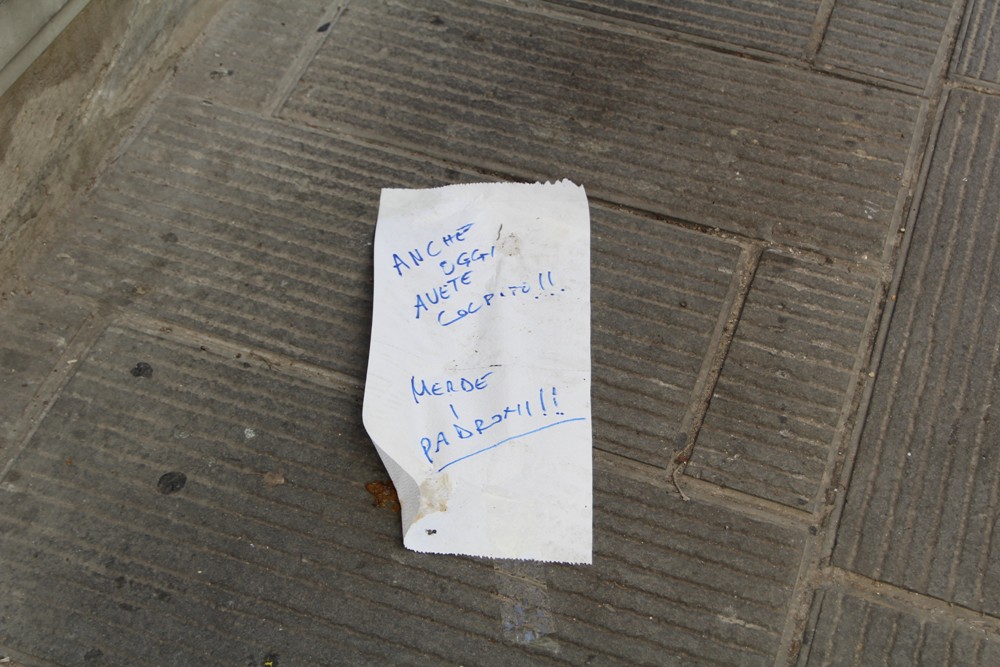 ANCHE
OGGI
AVETE
COLPITO!!.
MERDE
I
PADRONI!!